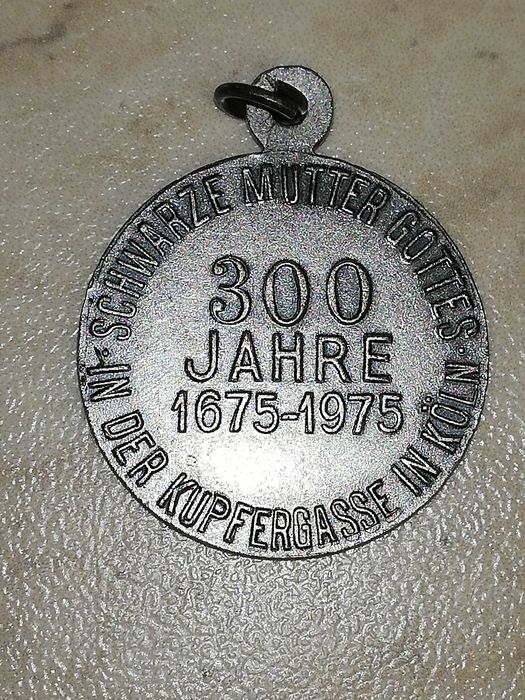 · SCHWARZE MUTTER GOTTES ·
IN DER KUPFERGASSE IN KÖLN
300
JAHRE
1675-1975